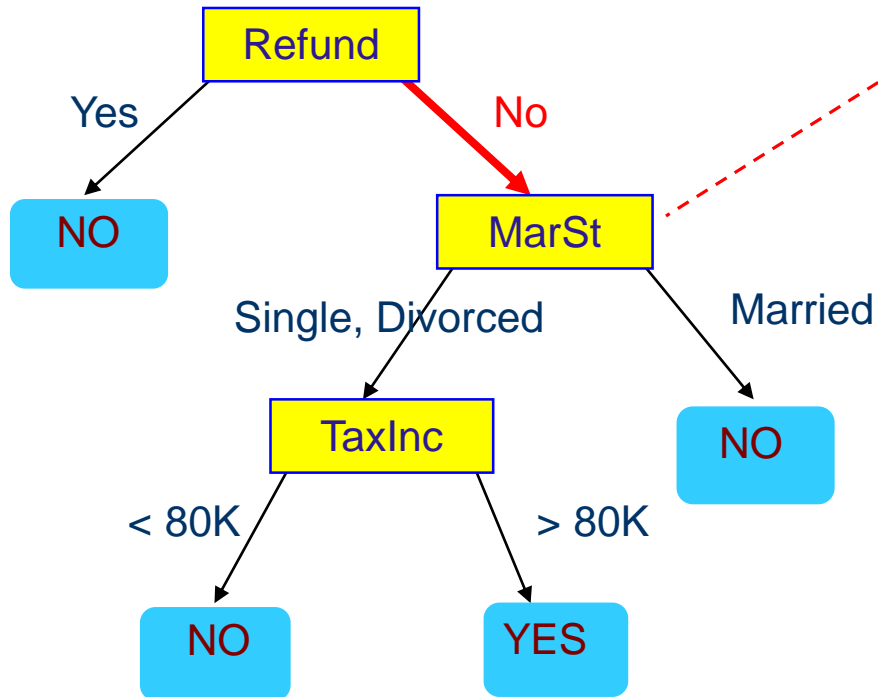 Refund
Yes
No
NO
MarSt
Single, Divorced
Married
TaxInc
NO
< 80K
> 80K
NO
YES